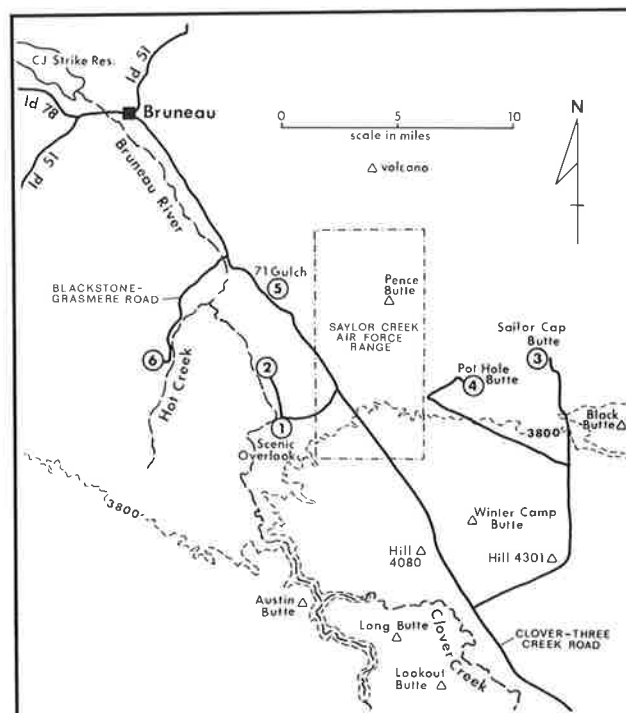 CJ Strike Res.
Id 51
Id 78
Bruneau
Id 51
Bruneau River
0
5
10
scale in miles
N
volcano
BLACKSTONE-
GRASMERE ROAD
71 Gulch
5
Pence
Butte
SAYLOR CREEK
AIR FORCE
RANGE
Sailor Cap
Butte
3
Pot Hole
4
Butte
6
Hot Creek
2
1
Scenic
Overlook
Black
Butte
3800'
3800'
Winter Camp
Butte
Hill
4080
Hill 4301
Austin
Butte
Long Butte
Clover Creek
CLOVER-THREE
CREEK ROAD
Lookout
Butte